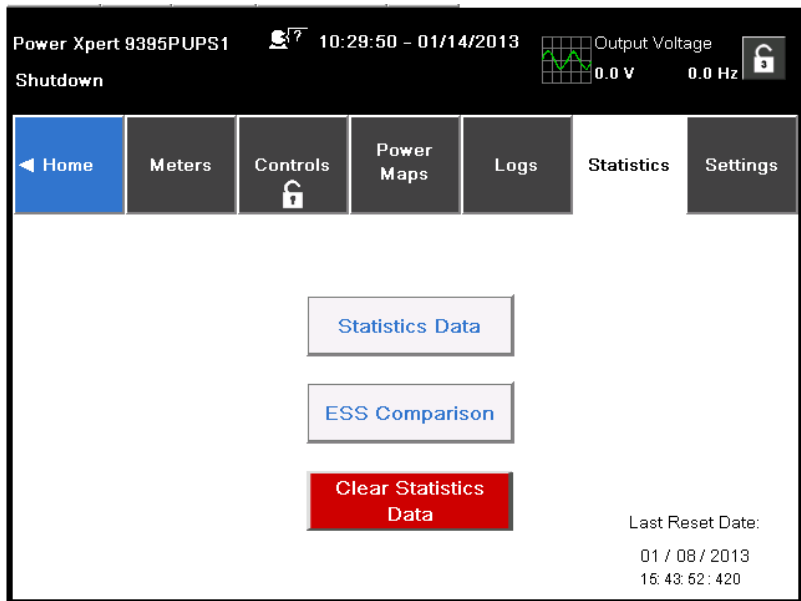 Power Xpert 9395PUPS1
? 10:29:50 - 01/14/2013
Output Voltage
Shutdown
0.0 V 0.0 Hz
3
Home
Meters
Controls
1
Power
Maps
Logs
Statistics
Settings
Statistics Data
ESS Comparison
Clear Statistics
Data
Last Reset Date:
01 / 08 / 2013
15: 43: 52 : 420